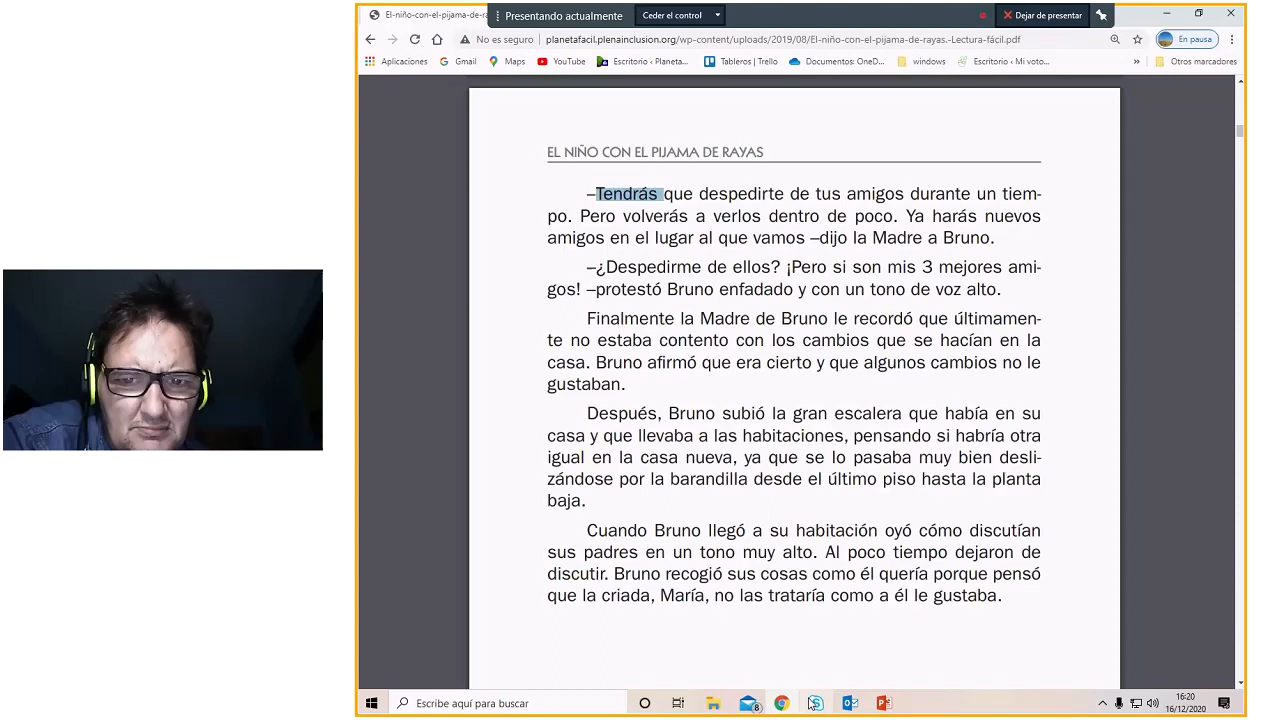 El-niño-con-el-pijama-de-ra
Presentando actualmente
Ceder el control
Dejar de presentar
No es seguro
planetafacil.plenainclusion.org/wp-content/uploads/2019/08/El-niño-con-el-pijama-de-rayas.-Lectura-fácil.pdf
En pausa
Aplicaciones
Gmail
Maps
YouTube
Escritorio ‹ Planeta...
Tableros | Trello
Documentos: OneD...
windows
Escritorio ‹ Mi voto...
»
Otros marcadores
EL NIÑO CON EL PIJAMA DE RAYAS
–Tendrás que despedirte de tus amigos durante un tiem-
po. Pero volverás a verlos dentro de poco. Ya harás nuevos
amigos en el lugar al que vamos –dijo la Madre a Bruno.
–¿Despedirme de ellos? ¡Pero si son mis 3 mejores ami-
gos! –protestó Bruno enfadado y con un tono de voz alto.
Finalmente la Madre de Bruno le recordó que últimamen-
te no estaba contento con los cambios que se hacían en la
casa. Bruno afirmó que era cierto y que algunos cambios no le
gustaban.
Después, Bruno subió la gran escalera que había en su
casa y que llevaba a las habitaciones, pensando si habría otra
igual en la casa nueva, ya que se lo pasaba muy bien desli-
zándose por la barandilla desde el último piso hasta la planta
baja.
Cuando Bruno llegó a su habitación oyó cómo discutían
sus padres en un tono muy alto. Al poco tiempo dejaron de
discutir. Bruno recogió sus cosas como él quería porque pensó
que la criada, María, no las trataría como a él le gustaba.
Escribe aquí para buscar
8
16:20
16/12/2020